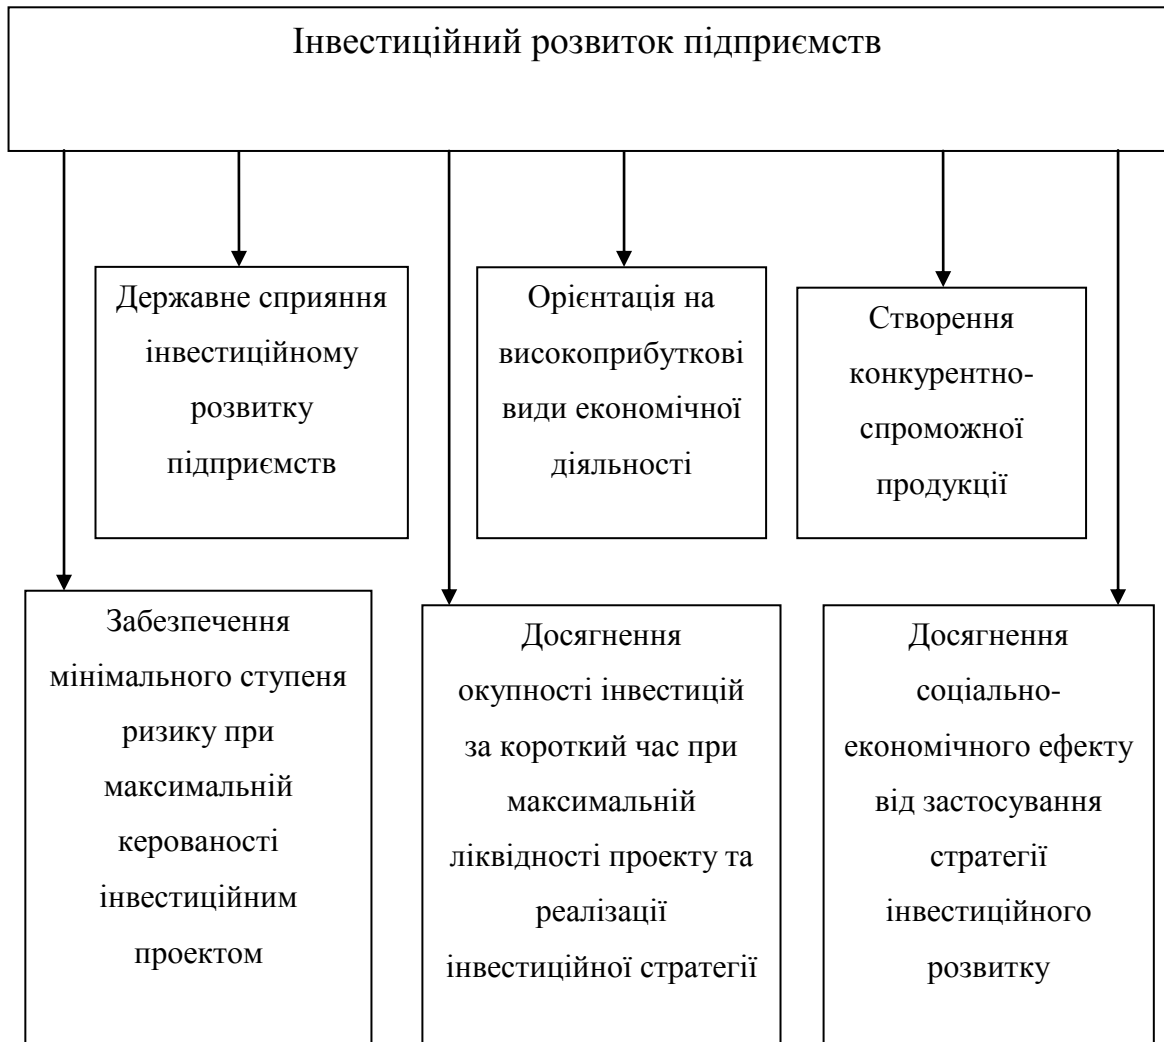 Інвестиційний розвиток підприємств
Державне сприяння
інвестиційному
розвитку
підприємств
Орієнтація на
високоприбуткові
види економічної
діяльності
Створення
конкурентно-
спроможної
продукції
Забезпечення
мінімального ступеня
ризику при
максимальній
керованості
інвестиційним
проектом
Досягнення
окупності інвестицій
за короткий час при
максимальній
ліквідності проекту та
реалізації
інвестиційної стратегії
Досягнення
соціально-
економічного ефекту
від застосування
стратегії
інвестиційного
розвитку